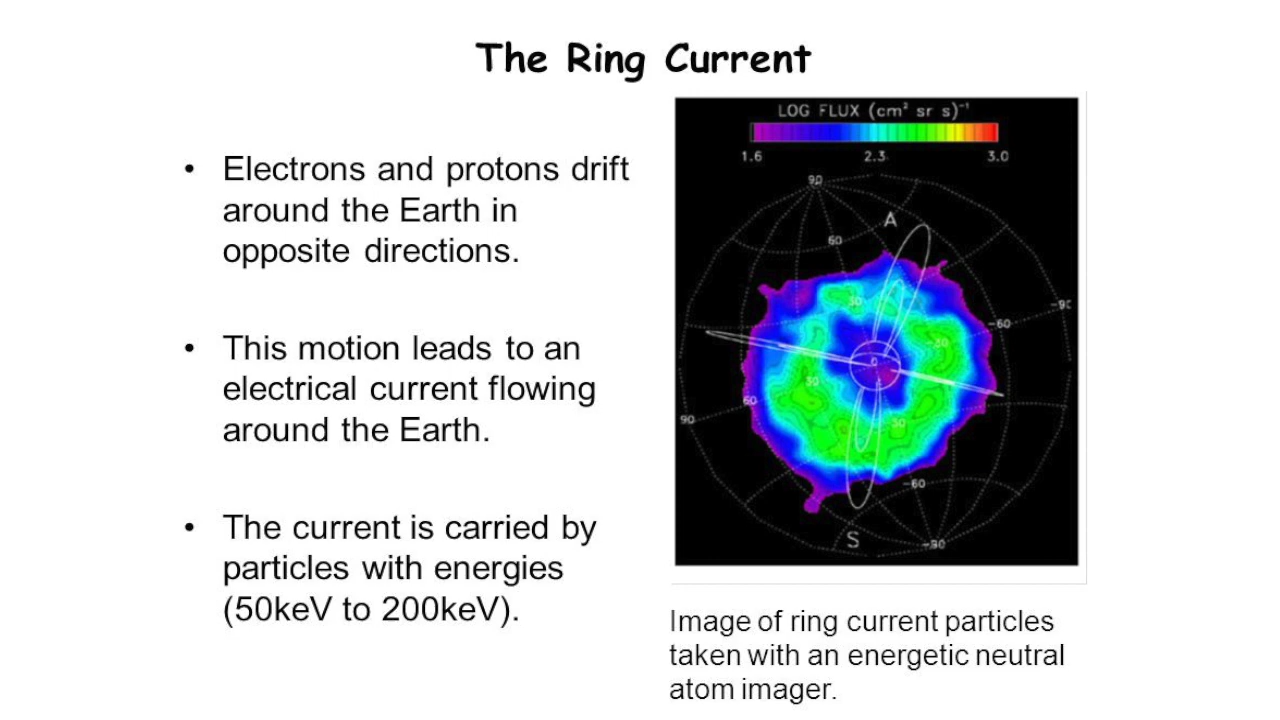 The Ring Current
• Electrons and protons drift
around the Earth in
opposite directions.
• This motion leads to an
electrical current flowing
around the Earth.
• The current is carried by
particles with energies
(50keV to 200keV).
LOG FLUX (cm² sr s)⁻¹
1.6 2.3 3.0
90
A
60
-90
30
-60
-30
0
30
60
90
30
-60
S
-90
Image of ring current particles
taken with an energetic neutral
atom imager.